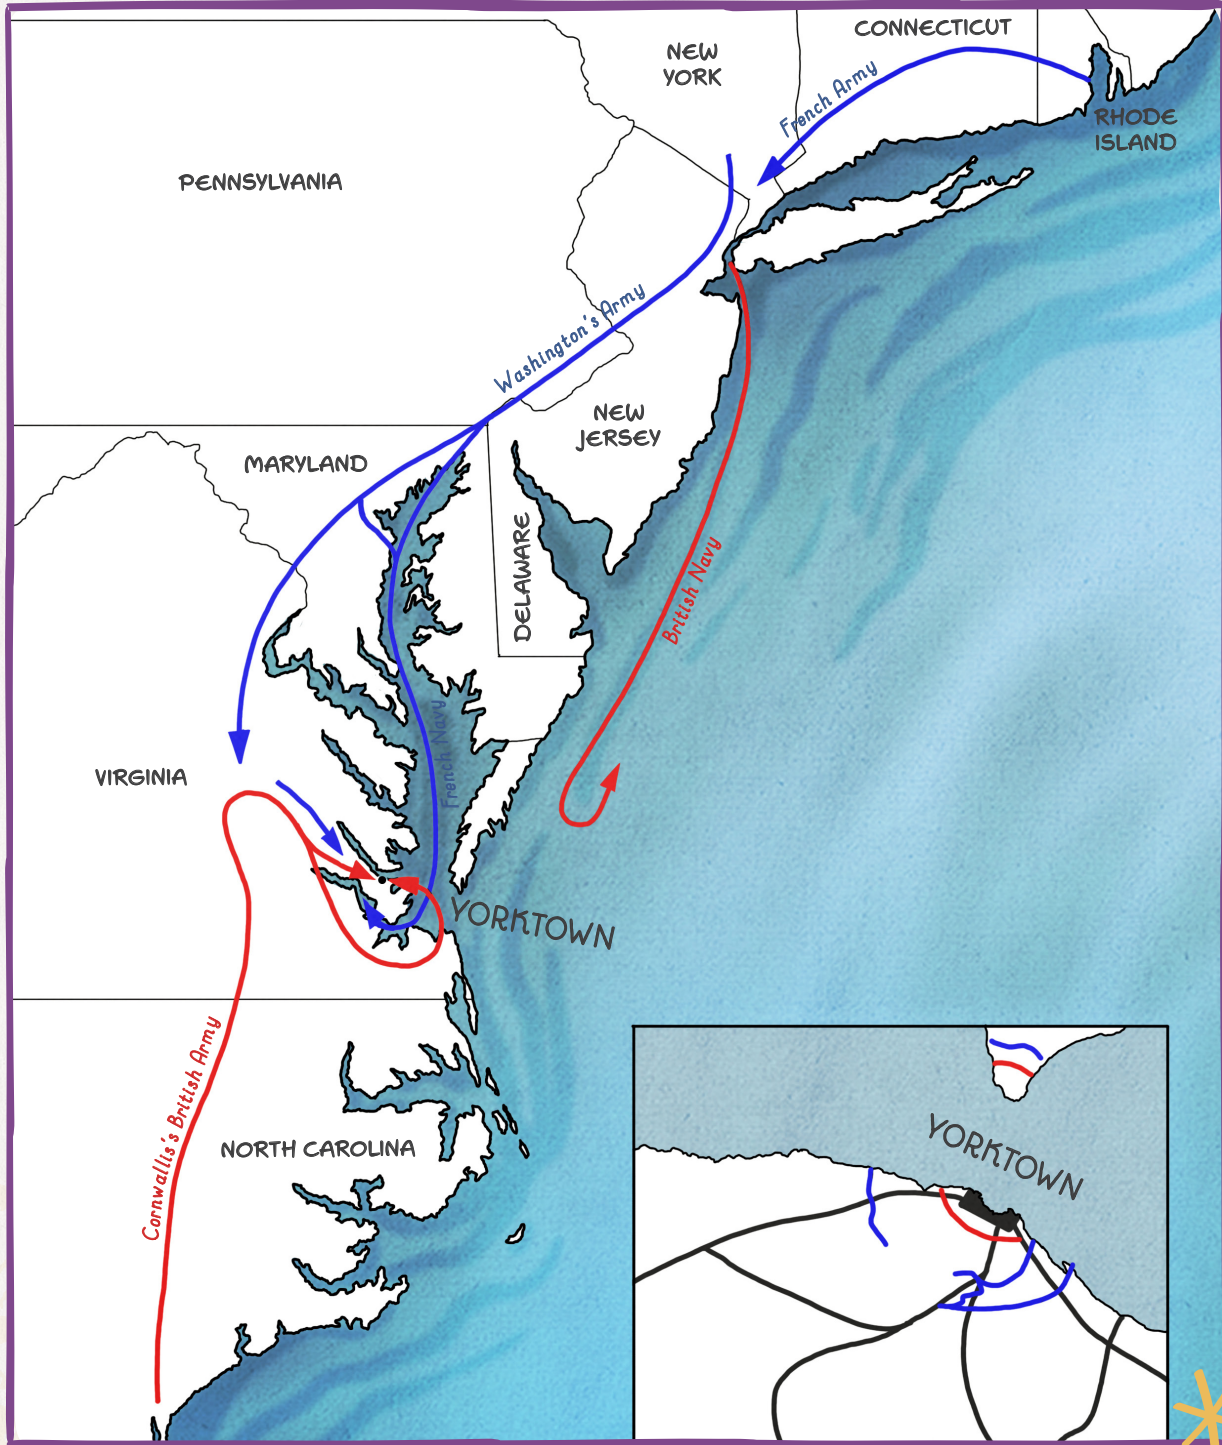 CONNECTICUT
NEW
YORK
French Army
RHODE
ISLAND
PENNSYLVANIA
Washington's Army
NEW
JERSEY
MARYLAND
DELAWARE
British Navy
French Navy
VIRGINIA
YORKTOWN
Cornwallis's British Army
NORTH CAROLINA
YORKTOWN